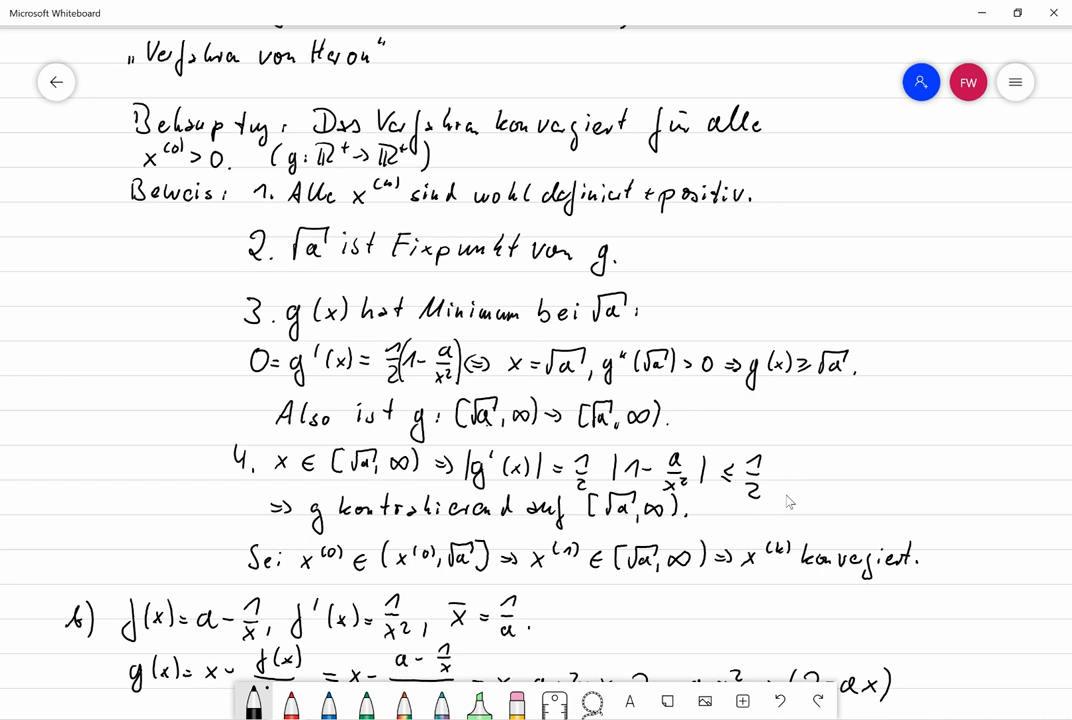 Microsoft Whiteboard
„Verfahren von Heron“
FW
Behauptung: Das Verfahren konvergiert für alle
x^(0) > 0. (g: ℝ⁺ → ℝ⁺)
Beweis: 1. Alle x^(k) sind wohldefiniert + positiv.
2. √a ist Fixpunkt von g.
3. g(x) hat Minimum bei √a:
0 = g'(x) = 1/2 (1 - a/x²) ⇔ x = √a, g"(√a) > 0 ⇒ g(x) ≥ √a.
Also ist g: [√a, ∞) → [√a, ∞).
4. x ∈ [√a, ∞) ⇒ |g'(x)| = 1/2 |1 - a/x²| ≤ 1/2
⇒ g kontrahierend auf [√a, ∞).
Sei x^(0) ∈ (x^(0), √a] ⇒ x^(1) ∈ [√a, ∞) ⇒ x^(k) konvergiert.
b) f(x) = a - 1/x, f'(x) = 1/x², x̄ = 1/a.
g(x) = x - f(x) = x - a - 1/x